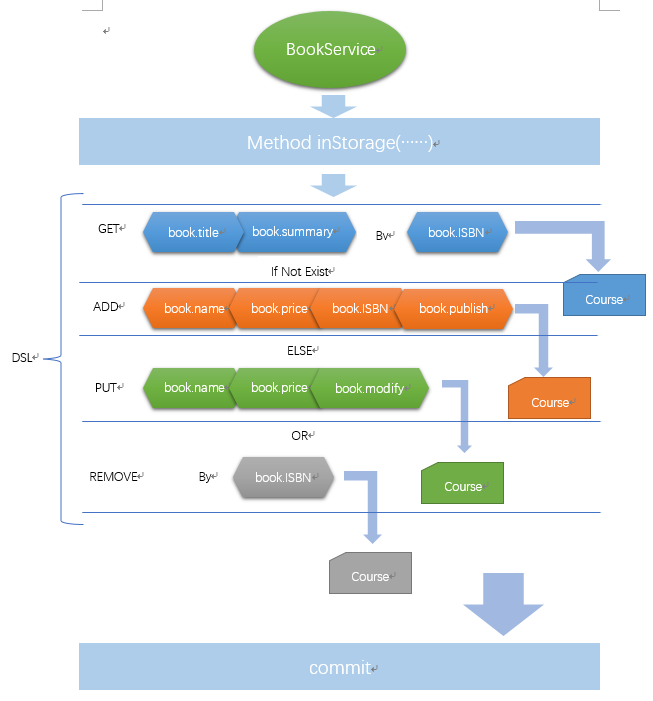 BookService
Method inStorage(······)
GET
book.title
book.summary
By
book.ISBN
If Not Exist
Course
ADD
book.name
book.price
book.ISBN
book.publish
ELSE
DSL
PUT
book.name
book.price
book.modify
Course
OR
REMOVE
By
book.ISBN
Course
Course
commit